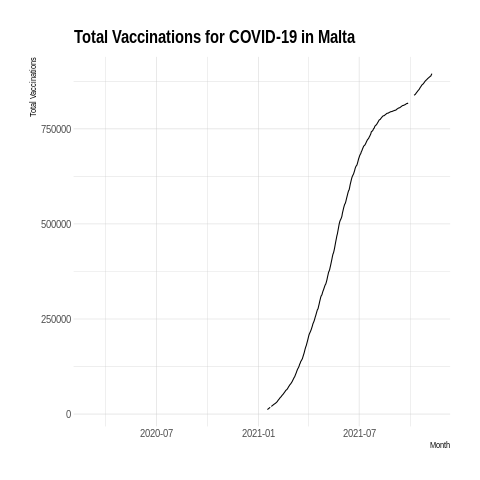 Total Vaccinations for COVID-19 in Malta
Total Vaccinations
750000
500000
250000
0
2020-07 2021-01 2021-07
Month